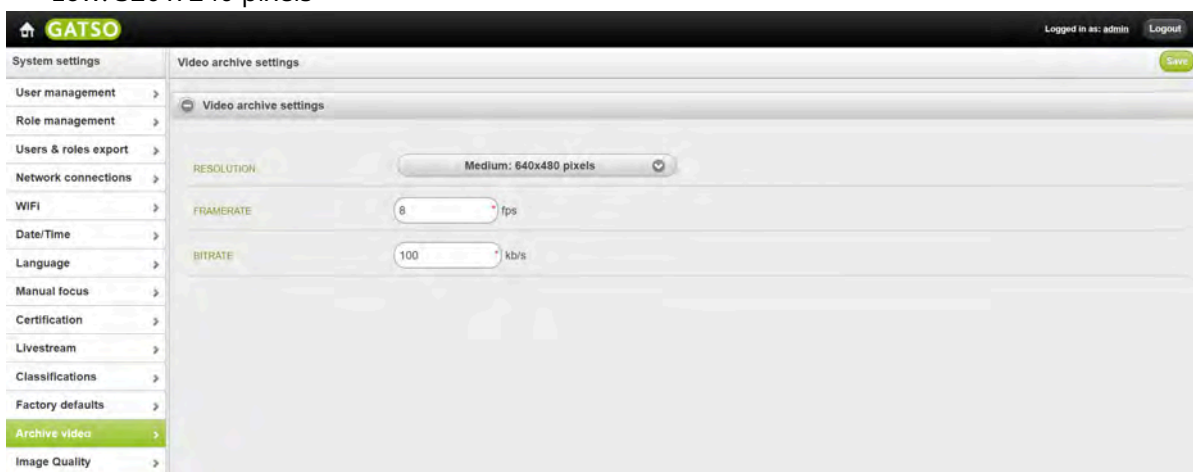 GATSO
Logged in as: admin Logout
System settings
Video archive settings
Save
User management
Role management
Users & roles export
Network connections
WiFi
Date/Time
Language
Manual focus
Certification
Livestream
Classifications
Factory defaults
Archive video
Image Quality
Video archive settings
RESOLUTION Medium: 640x480 pixels
FRAMERATE 8 * fps
BITRATE 100 * kb/s